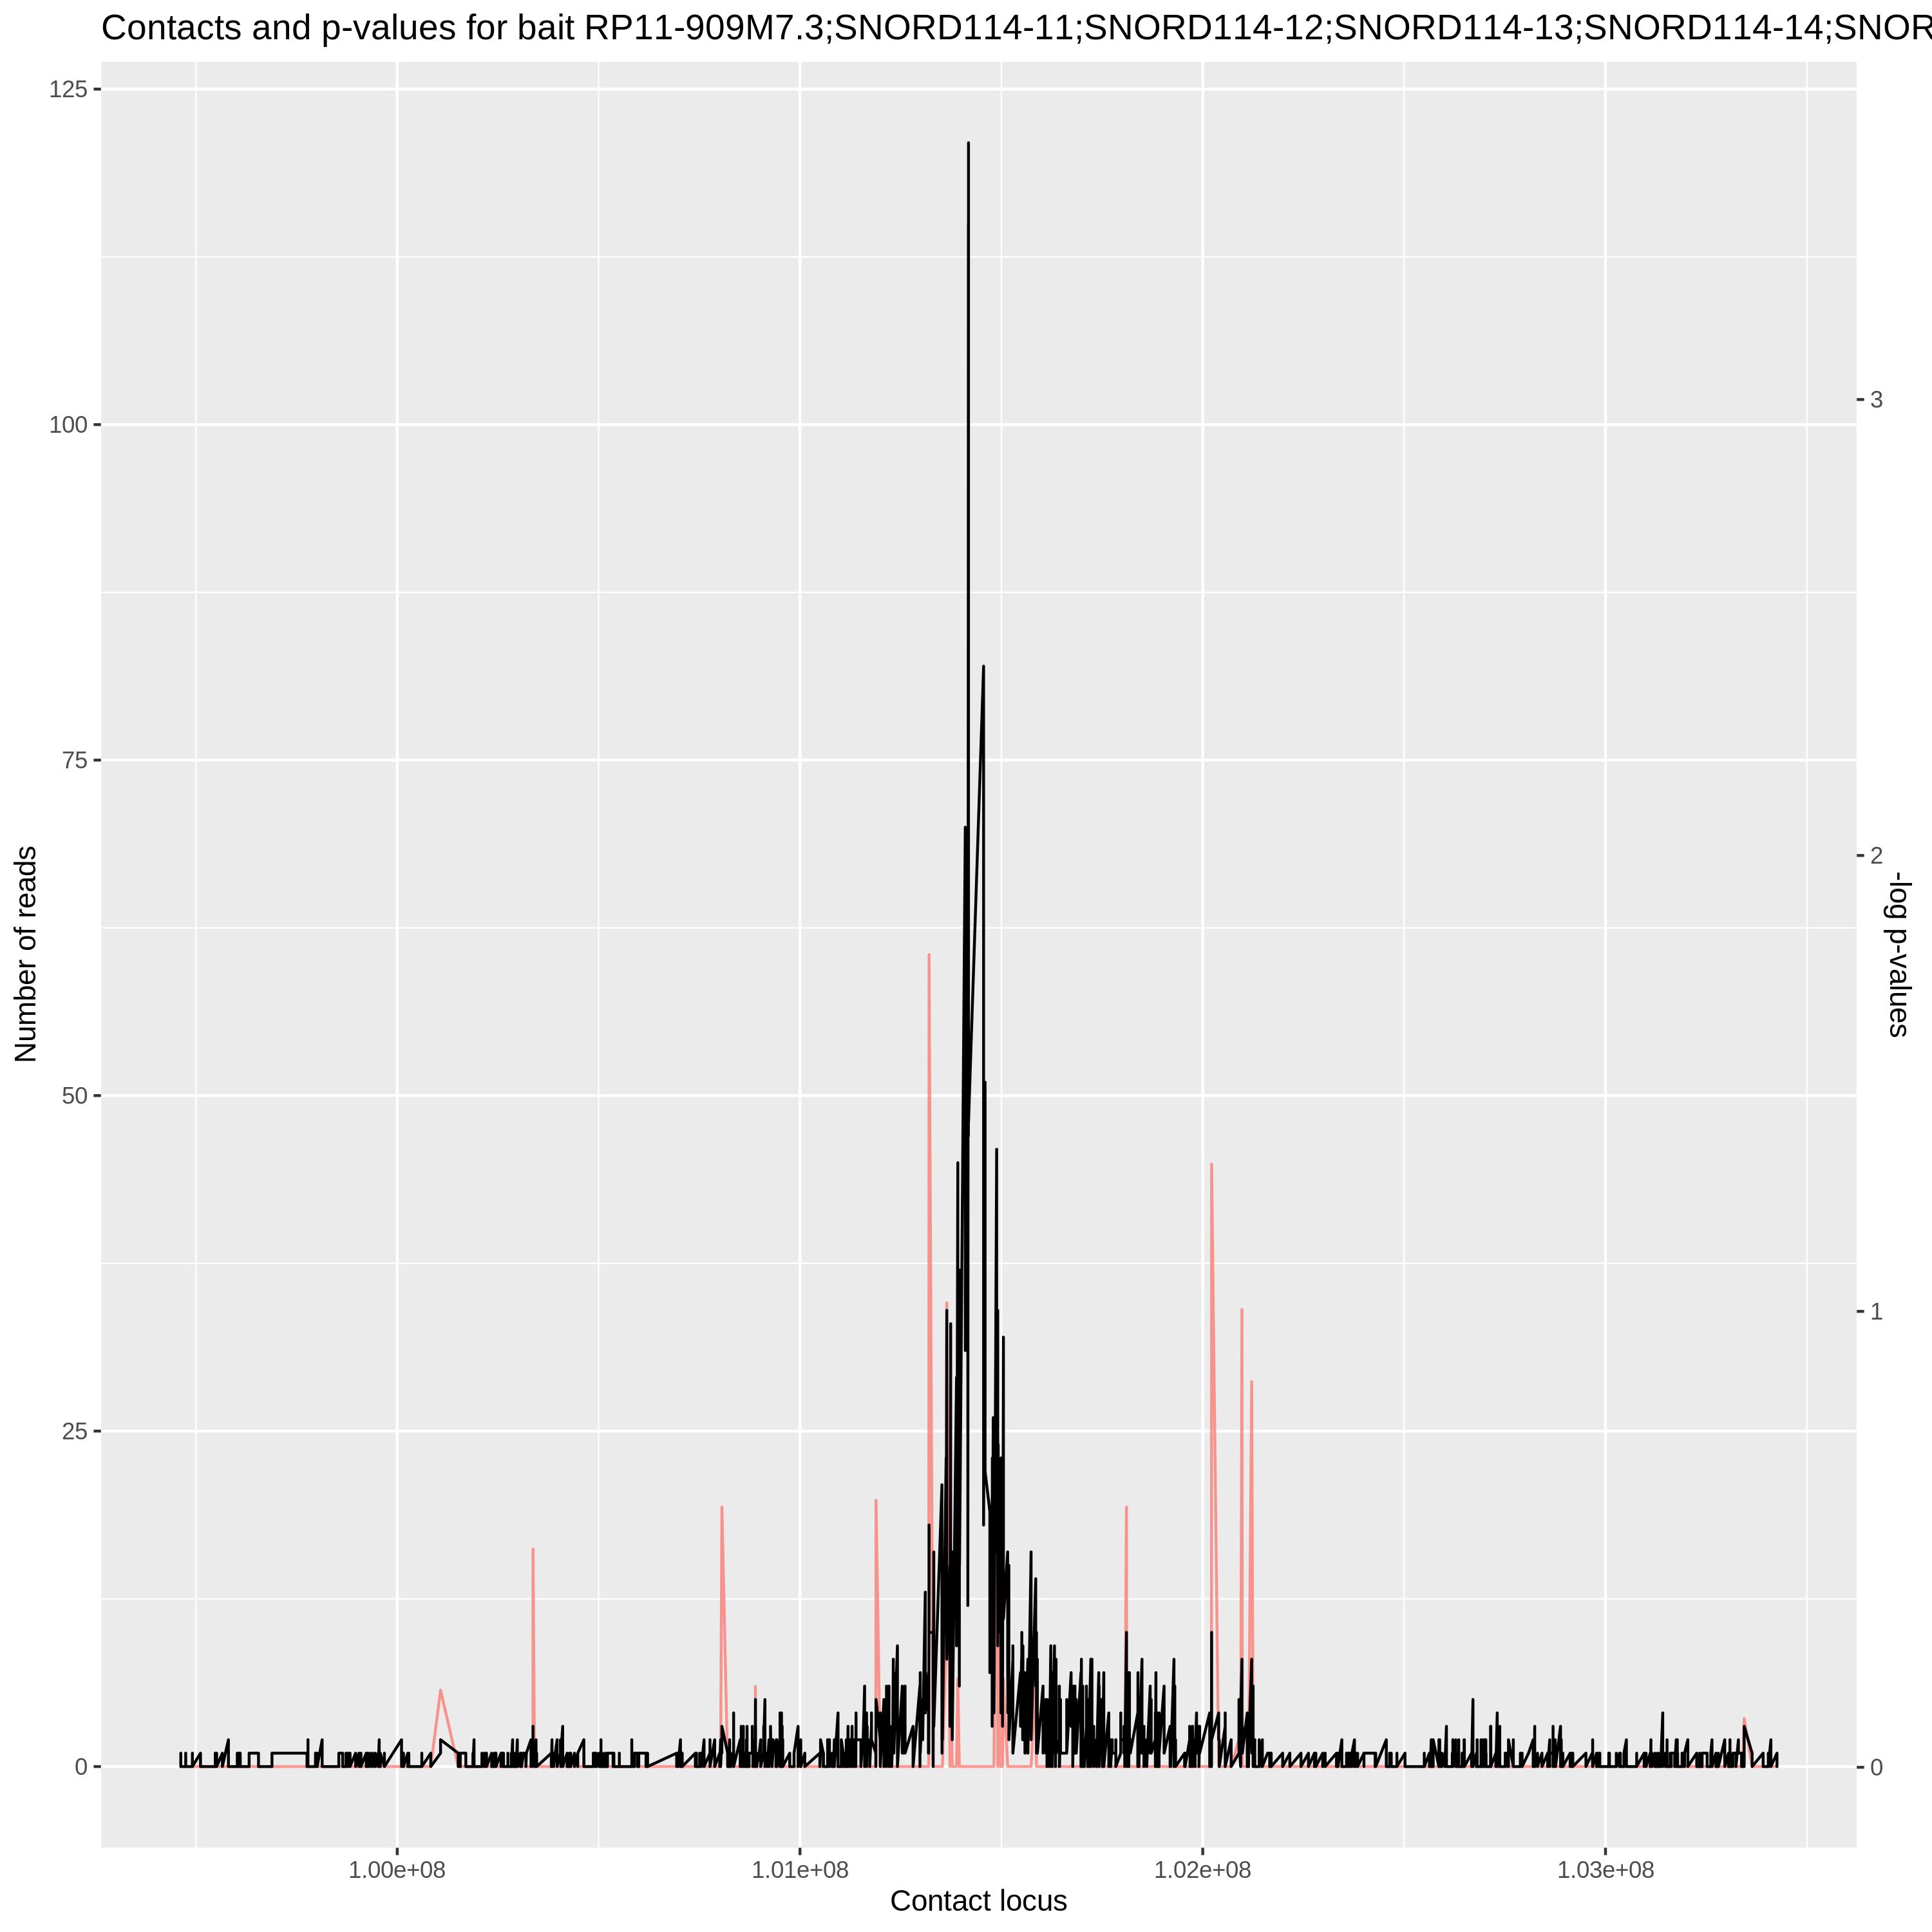 Contacts and p-values for bait RP11-909M7.3;SNORD114-11;SNORD114-12;SNORD114-13;SNORD114-14;SNOR
125
100
75
50
25
0
3
2
1
0
Number of reads
-log p-values
1.00e+08
1.01e+08
1.02e+08
1.03e+08
Contact locus